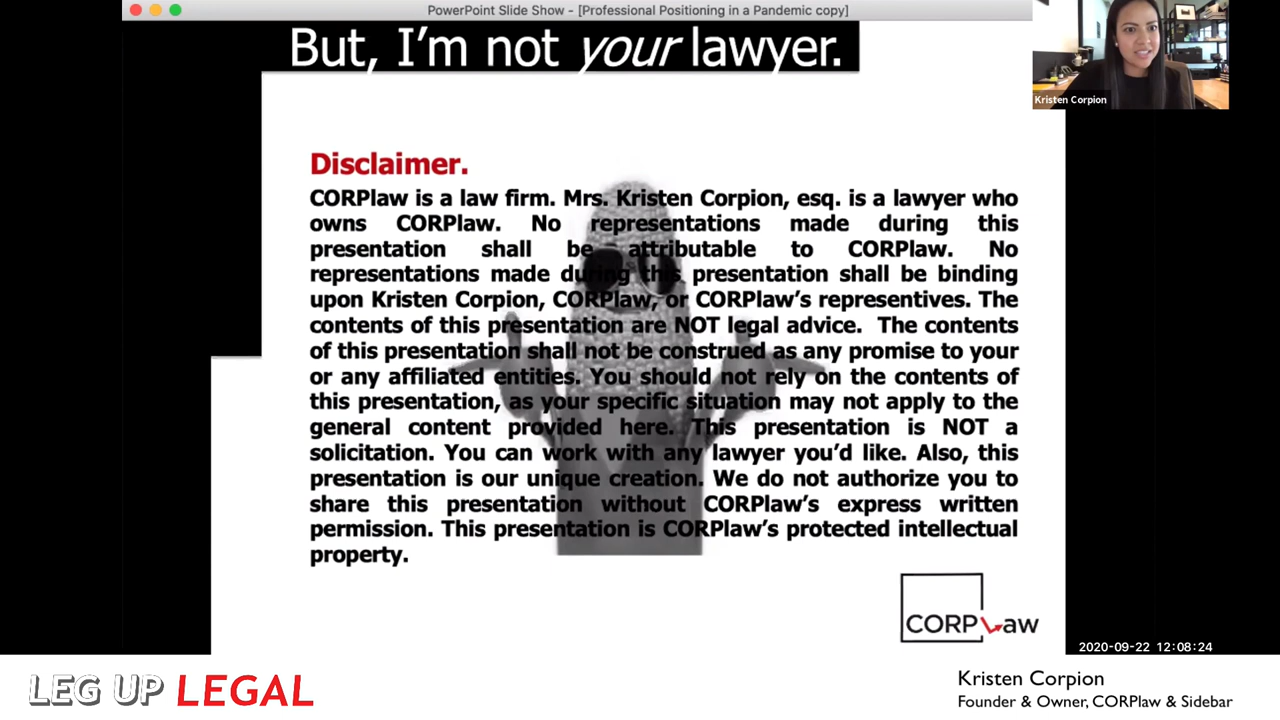 PowerPoint Slide Show - [Professional Positioning in a Pandemic copy]
But, I'm not your lawyer.
Kristen Corpion
Disclaimer.
CORPlaw is a law firm. Mrs. Kristen Corpion, esq. is a lawyer who
owns CORPlaw. No representations made during this
presentation shall be attributable to CORPlaw. No
representations made during this presentation shall be binding
upon Kristen Corpion, CORPlaw, or CORPlaw's representives. The
contents of this presentation are NOT legal advice. The contents
of this presentation shall not be construed as any promise to your
or any affiliated entities. You should not rely on the contents of
this presentation, as your specific situation may not apply to the
general content provided here. This presentation is NOT a
solicitation. You can work with any lawyer you'd like. Also, this
presentation is our unique creation. We do not authorize you to
share this presentation without CORPlaw's express written
permission. This presentation is CORPlaw's protected intellectual
property.
CORPLaw
2020-09-22 12:08:24
LEG UP LEGAL
Kristen Corpion
Founder & Owner, CORPlaw & Sidebar